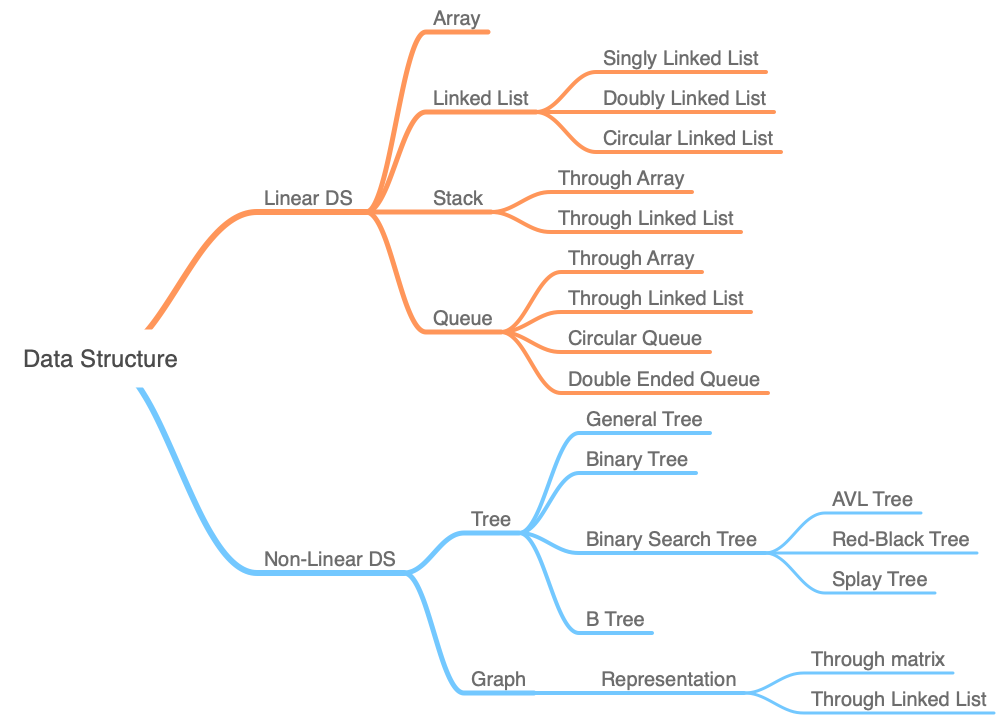 Data Structure
Linear DS
Array
Linked List
Singly Linked List
Doubly Linked List
Circular Linked List
Stack
Through Array
Through Linked List
Queue
Through Array
Through Linked List
Circular Queue
Double Ended Queue
Non-Linear DS
Tree
General Tree
Binary Tree
Binary Search Tree
AVL Tree
Red-Black Tree
Splay Tree
B Tree
Graph
Representation
Through matrix
Through Linked List